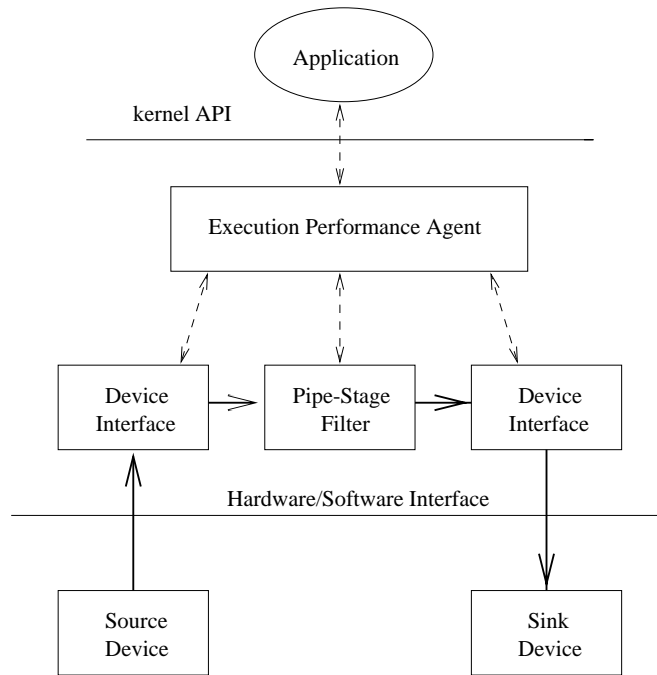 Application
kernel API
Execution Performance Agent
Device
Interface
Pipe-Stage
Filter
Device
Interface
Hardware/Software Interface
Source
Device
Sink
Device